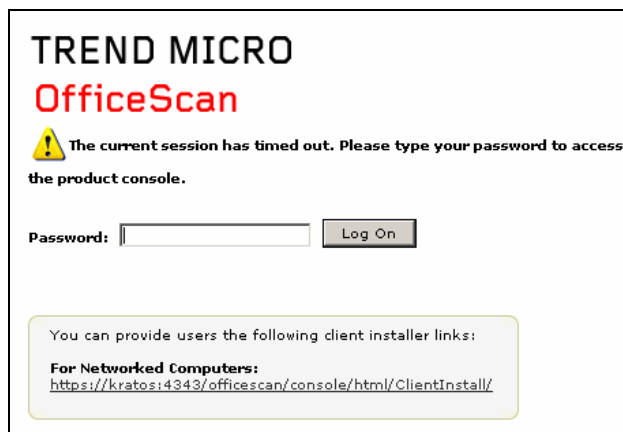 TREND MICRO
OfficeScan
The current session has timed out. Please type your password to access
the product console.
Password:
Log On
You can provide users the following client installer links:
For Networked Computers:
https://kratos:4343/officescan/console/html/ClientInstall/